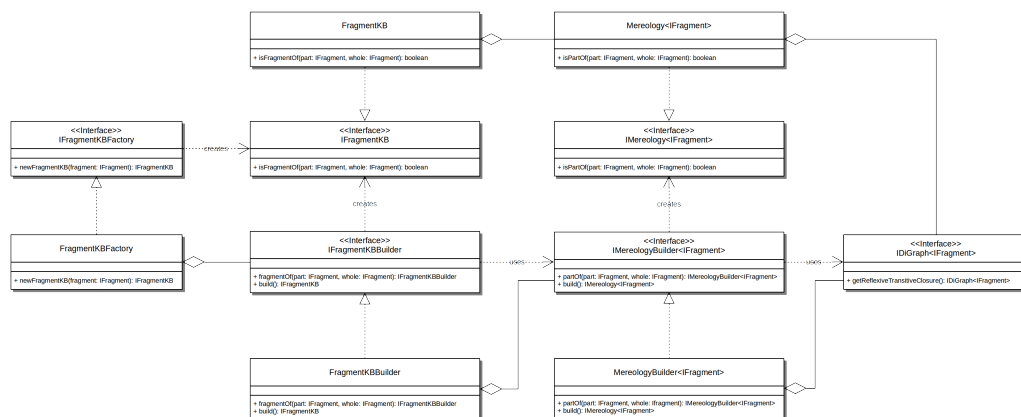 FragmentKB
+ isFragmentOf(part: IFragment, whole: IFragment): boolean
Mereology<IFragment>
+ isPartOf(part: IFragment, whole: IFragment): boolean
<<Interface>>
IFragmentKBFactory
+ newFragmentKB(fragment: IFragment): IFragmentKB
creates
<<Interface>>
IFragmentKB
+ isFragmentOf(part: IFragment, whole: IFragment): boolean
<<Interface>>
IMereology<IFragment>
+ isPartOf(part: IFragment, whole: IFragment): boolean
creates
creates
FragmentKBFactory
+ newFragmentKB(fragment: IFragment): IFragmentKB
<<Interface>>
IFragmentKBBuilder
+ fragmentOf(part: IFragment, whole: IFragment): IFragmentKBBuilder
+ build(): IFragmentKB
uses
<<Interface>>
IMereologyBuilder<IFragment>
+ partOf(part: IFragment, whole: IFragment): IMereologyBuilder<IFragment>
+ build(): IMereology<IFragment>
uses
<<Interface>>
IDiGraph<IFragment>
+ getReflexiveTransitiveClosure(): IDiGraph<IFragment>
FragmentKBBuilder
+ fragmentOf(part: IFragment, whole: IFragment): IFragmentKBBuilder
+ build(): IFragmentKB
MereologyBuilder<IFragment>
+ partOf(part: IFragment, whole: Ifragment): IMereologyBuilder<IFragment>
+ build(): IMereology<IFragment>